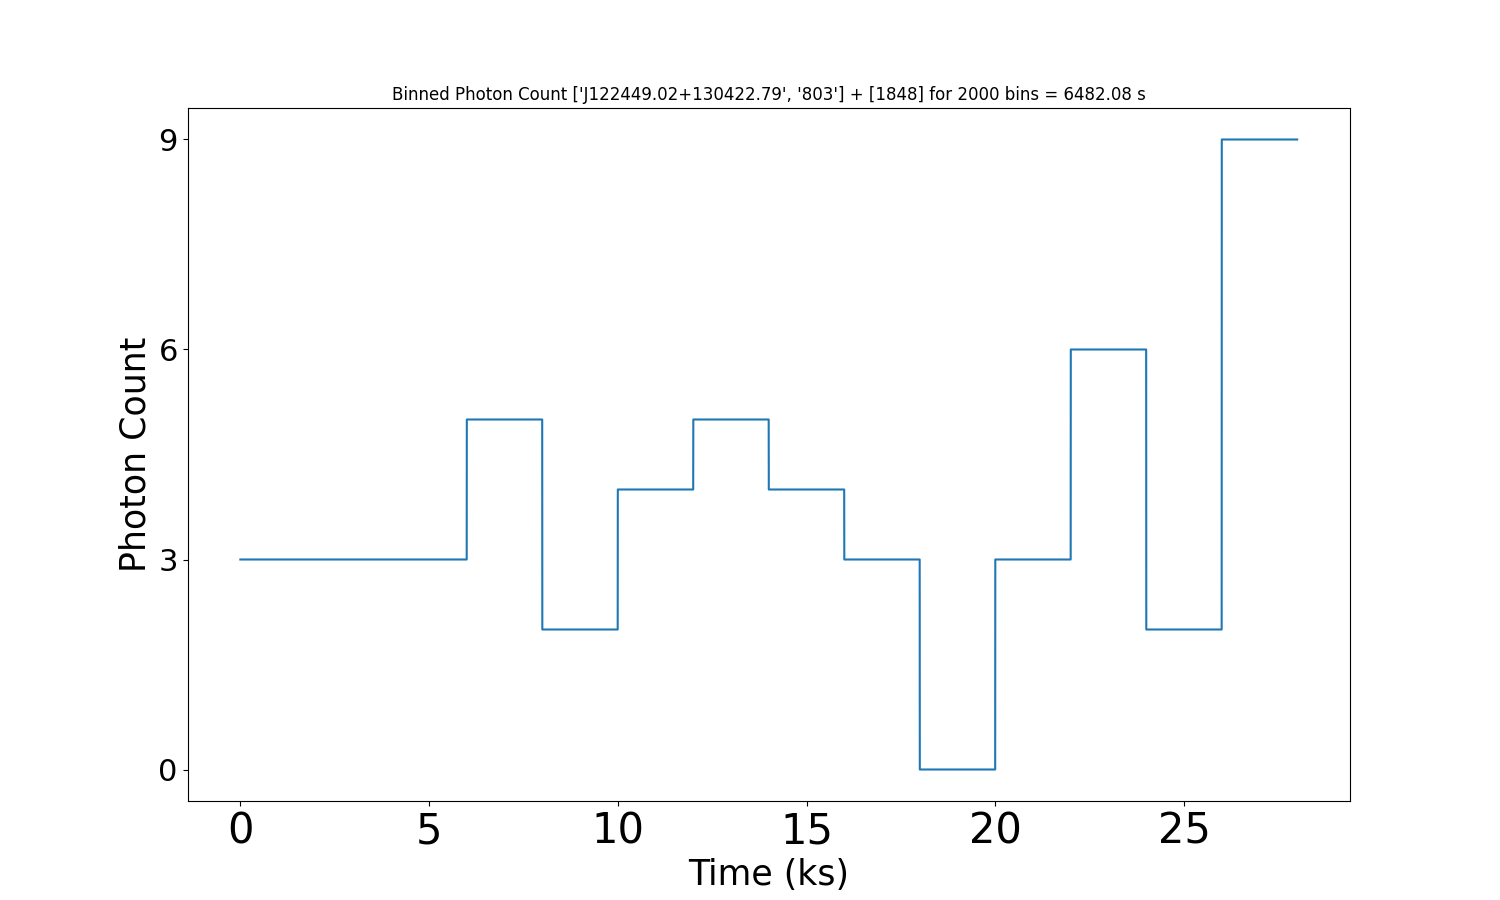 Binned Photon Count ['J122449.02+130422.79', '803'] + [1848] for 2000 bins = 6482.08 s
9
6
3
0
Photon Count
0 5 10 15 20 25
Time (ks)